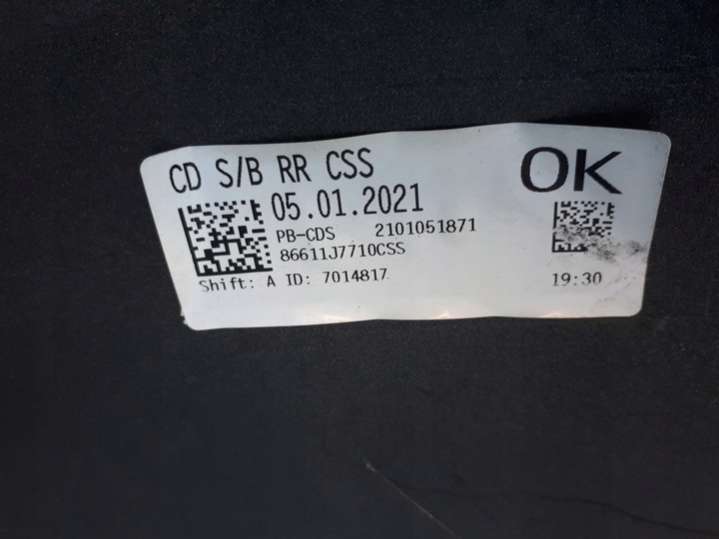 CD S/B RR CSS
OK
05.01.2021
PB-CDS 2101051871
86611J7710CSS
Shift: A ID: 7014817
19:30